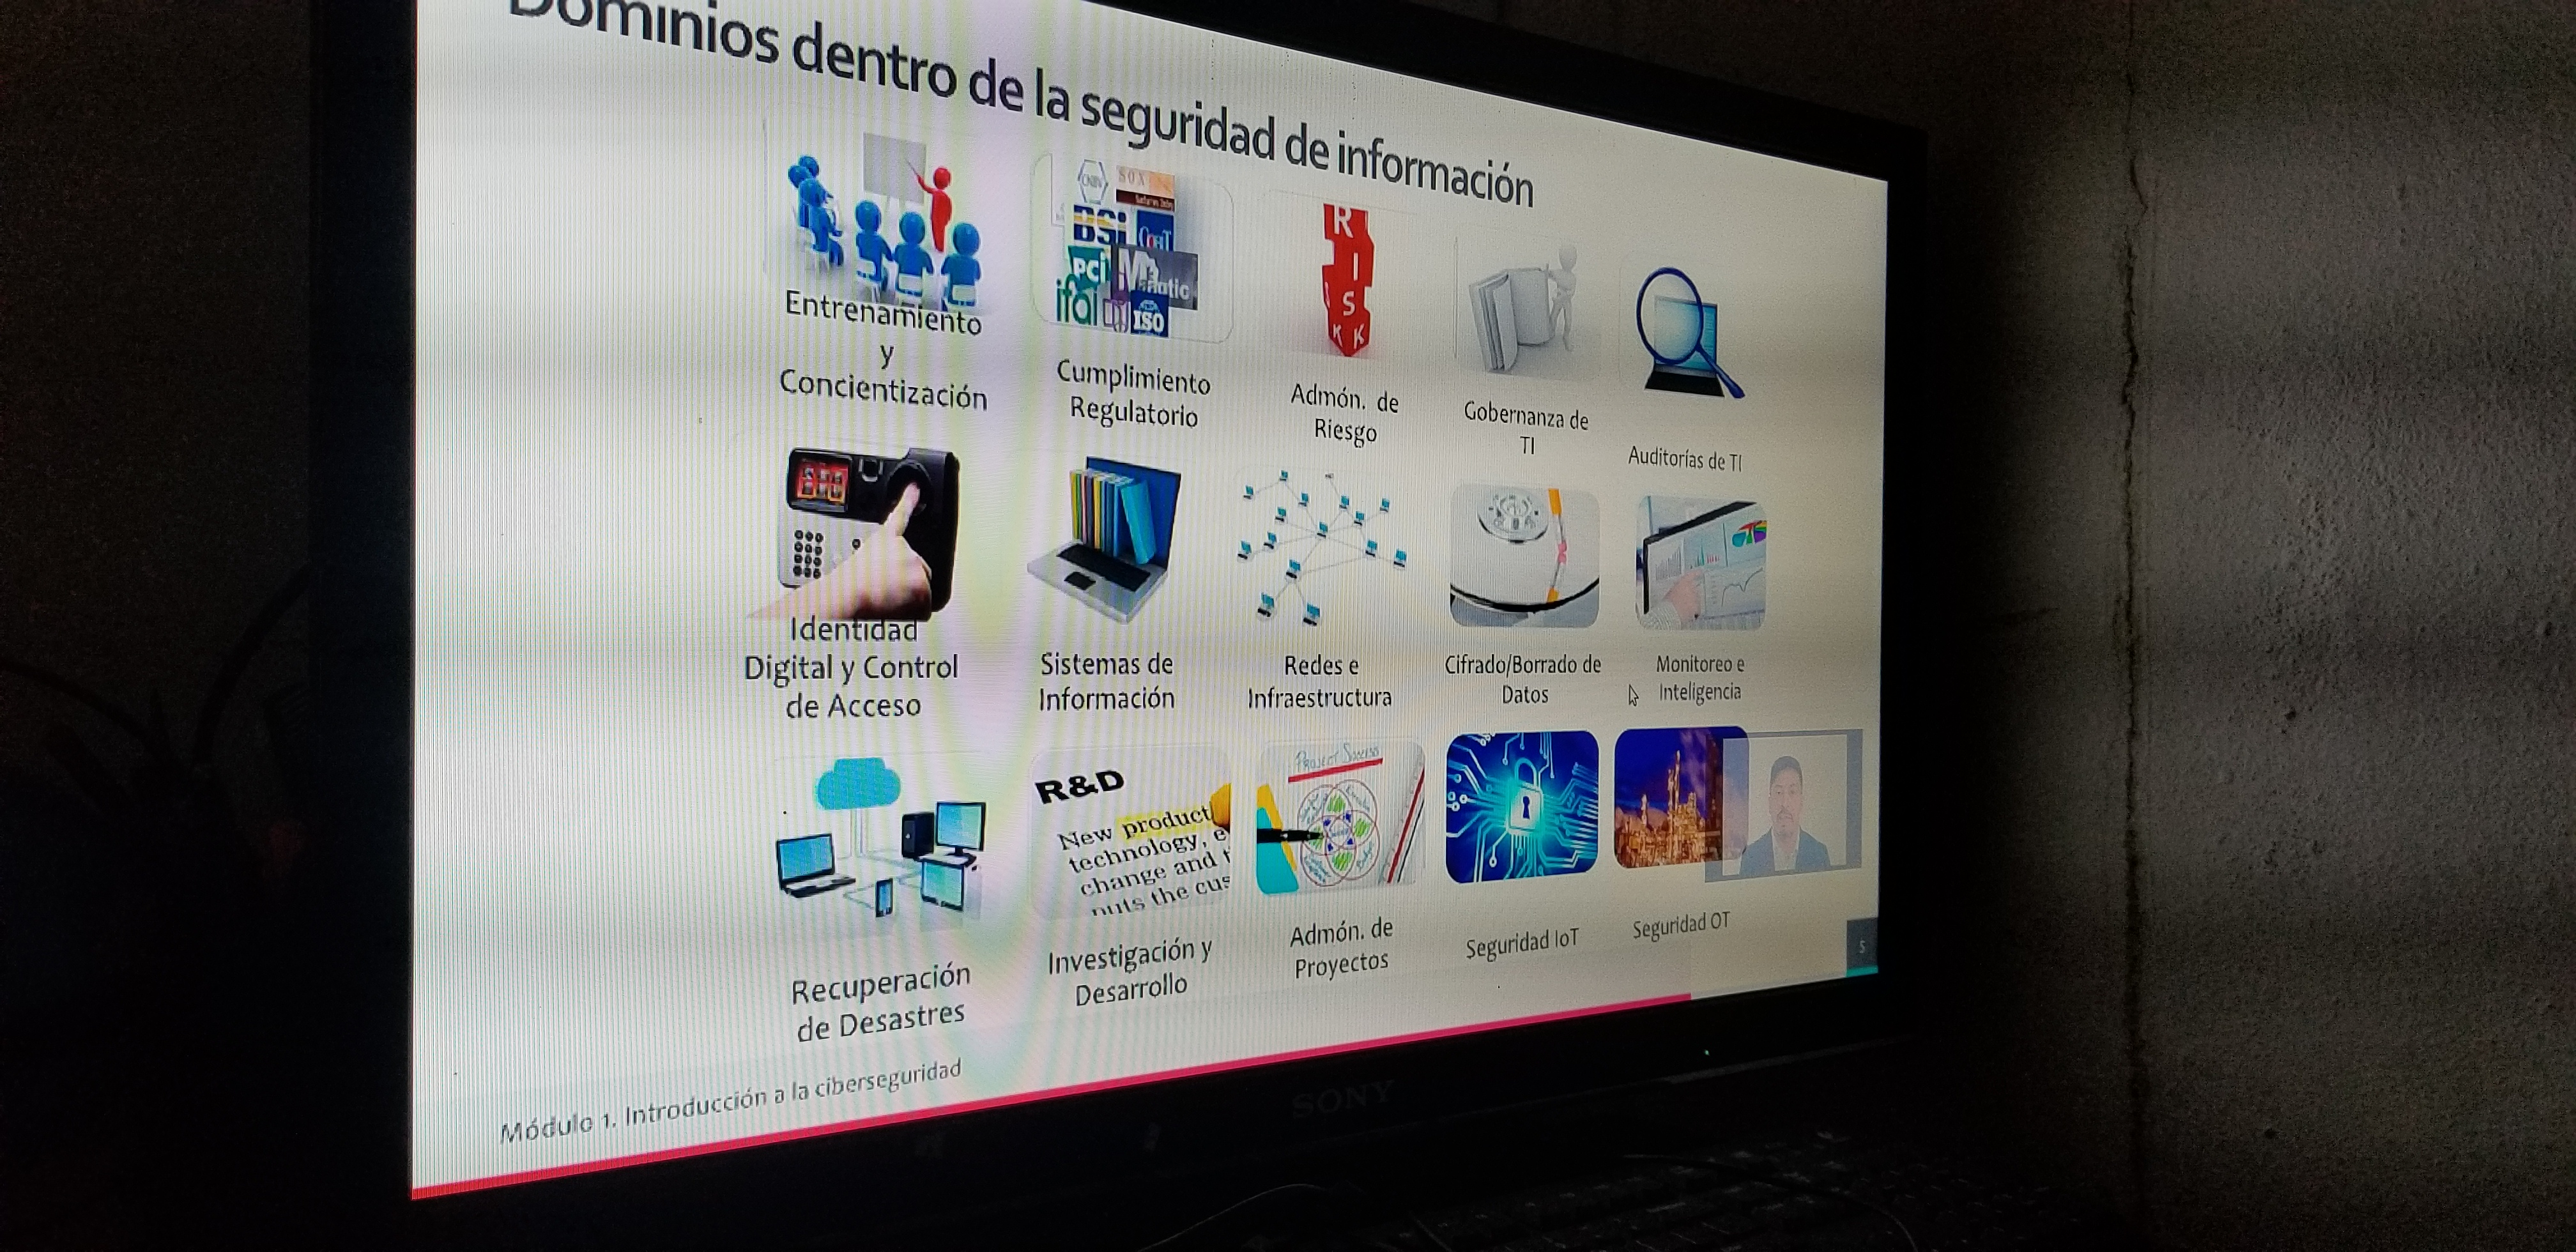 Dominios dentro de la seguridad de información
SOX
BSi
CobiT
pci
ifai
ISO
R
I
S
K
K
Entrenamiento
y
Concientización
Cumplimiento
Regulatorio
Admón. de
Riesgo
Gobernanza de
TI
Auditorías de TI
Identidad
Digital y Control
de Acceso
Sistemas de
Información
Redes e
Infraestructura
Cifrado/Borrado de
Datos
Monitoreo e
Inteligencia
R&D
New product
technology, e
change and t
puts the cus
Project Success
Recuperación
de Desastres
Investigación y
Desarrollo
Admón. de
Proyectos
Seguridad IoT
Seguridad OT
5
Módulo 1. Introducción a la ciberseguridad
SONY